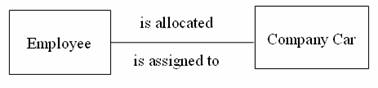 Employee
is allocated
is assigned to
Company Car